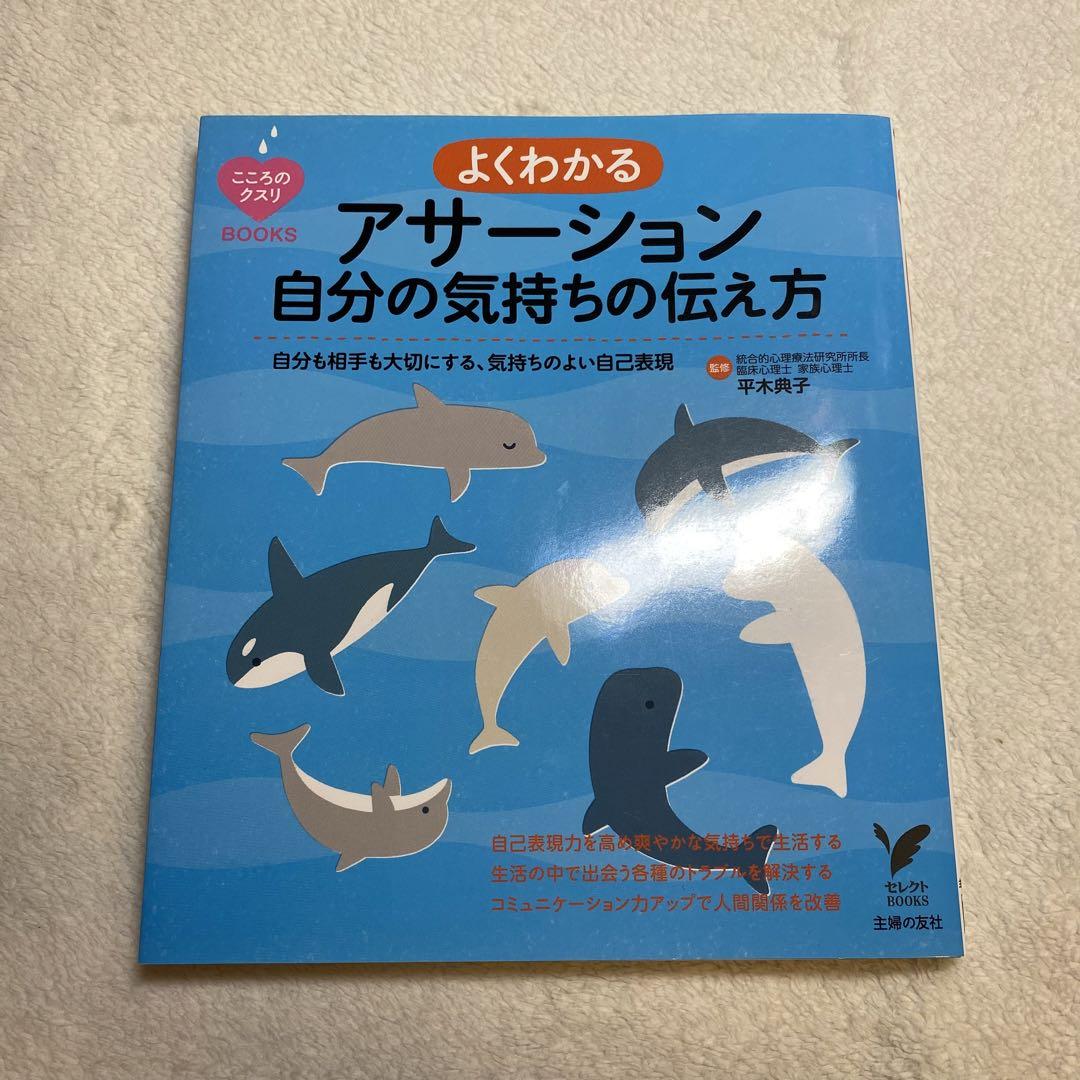 こころの
クスリ
BOOKS
よくわかる
アサーション
自分の気持ちの伝え方
自分も相手も大切にする、気持ちのよい自己表現
監修
統合的心理療法研究所所長
臨床心理士 家族心理士
平木典子
自己表現力を高め爽やかな気持ちで生活する
生活の中で出会う各種のトラブルを解決する
コミュニケーション力アップで人間関係を改善
セレクト
BOOKS
主婦の友社